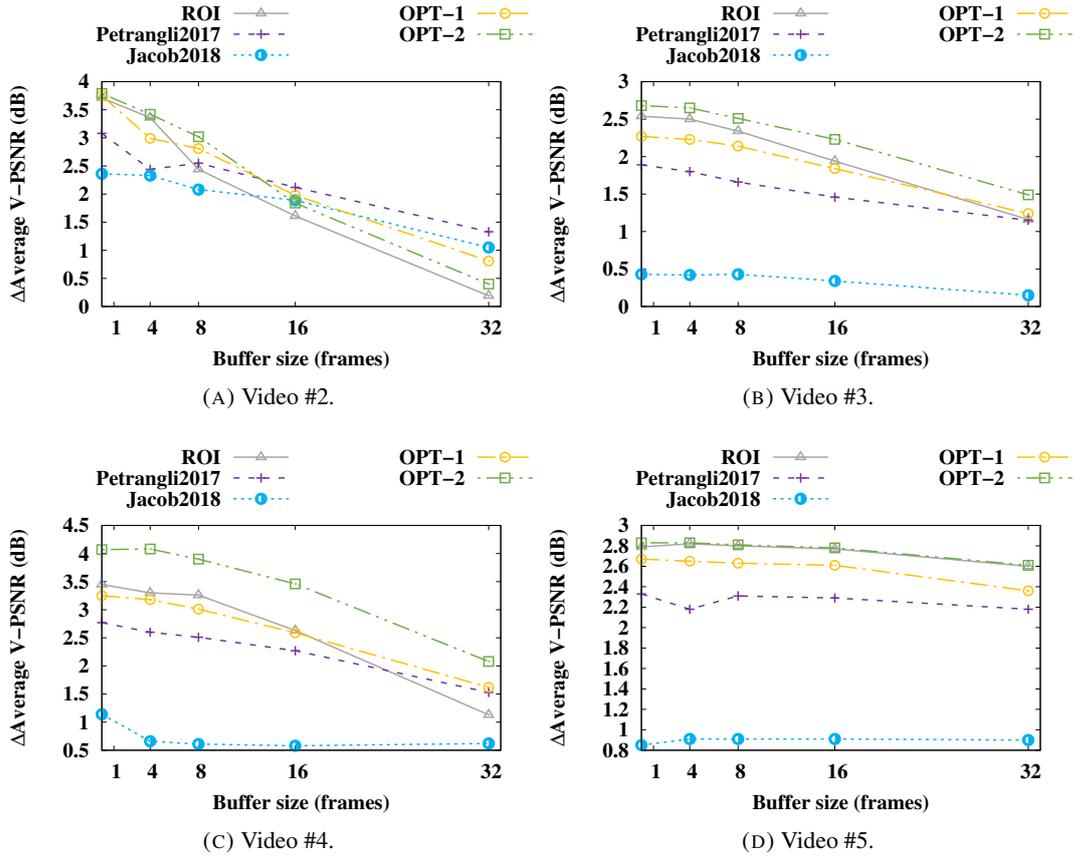 ROI OPT−1
Petrangli2017 OPT−2
Jacob2018
ΔAverage V−PSNR (dB)
4
3.5
3
2.5
2
1.5
1
0.5
0
1 4 8 16 32
Buffer size (frames)
(A) Video #2.
ROI OPT−1
Petrangli2017 OPT−2
Jacob2018
ΔAverage V−PSNR (dB)
3
2.5
2
1.5
1
0.5
0
1 4 8 16 32
Buffer size (frames)
(B) Video #3.
ROI OPT−1
Petrangli2017 OPT−2
Jacob2018
ΔAverage V−PSNR (dB)
4.5
4
3.5
3
2.5
2
1.5
1
0.5
1 4 8 16 32
Buffer size (frames)
(C) Video #4.
ROI OPT−1
Petrangli2017 OPT−2
Jacob2018
ΔAverage V−PSNR (dB)
3
2.8
2.6
2.4
2.2
2
1.8
1.6
1.4
1.2
1
0.8
1 4 8 16 32
Buffer size (frames)
(D) Video #5.